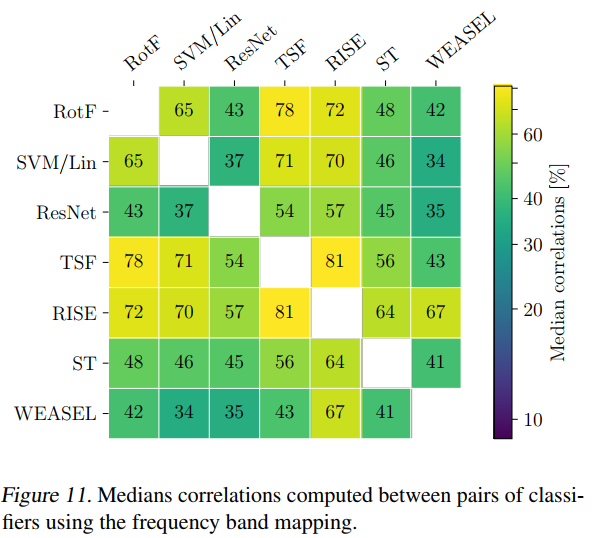 RotF SVM/Lin ResNet TSF RISE ST WEASEL
RotF 65 43 78 72 48 42
SVM/Lin 65 37 71 70 46 34
ResNet 43 37 54 57 45 35
TSF 78 71 54 81 56 43
RISE 72 70 57 81 64 67
ST 48 46 45 56 64 41
WEASEL 42 34 35 43 67 41
60
40
30
20
10
Median correlations [%]
Figure 11. Medians correlations computed between pairs of classi-
fiers using the frequency band mapping.